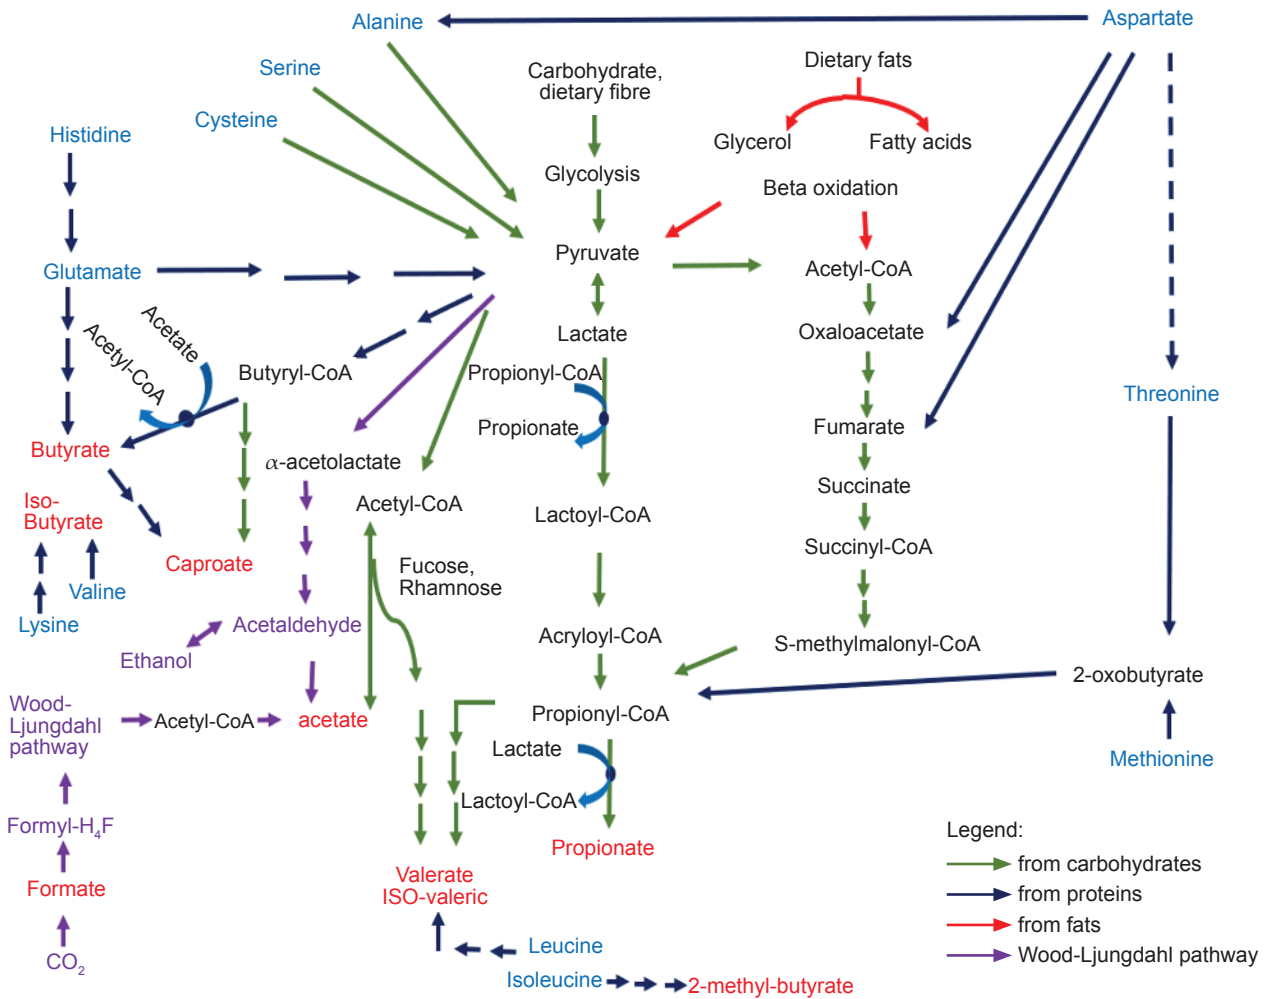 Alanine
Aspartate
Serine
Carbohydrate,
dietary fibre
Dietary fats
Cysteine
Histidine
Glycerol
Fatty acids
Glycolysis
Beta oxidation
Pyruvate
Glutamate
Acetyl-CoA
Acetate
Acetyl-CoA
Lactate
Oxaloacetate
Butyryl-CoA
Propionyl-CoA
Threonine
Propionate
Fumarate
Butyrate
α-acetolactate
Succinate
Iso-
Butyrate
Acetyl-CoA
Lactoyl-CoA
Succinyl-CoA
Caproate
Fucose,
Rhamnose
Valine
Lysine
Acetaldehyde
Acryloyl-CoA
S-methylmalonyl-CoA
Ethanol
2-oxobutyrate
Wood-
Ljungdahl
pathway
Acetyl-CoA
acetate
Propionyl-CoA
Lactate
Methionine
Lactoyl-CoA
Formyl-H₄F
Propionate
Legend:
from carbohydrates
from proteins
from fats
Wood-Ljungdahl pathway
Valerate
ISO-valeric
Formate
Leucine
CO₂
Isoleucine
2-methyl-butyrate